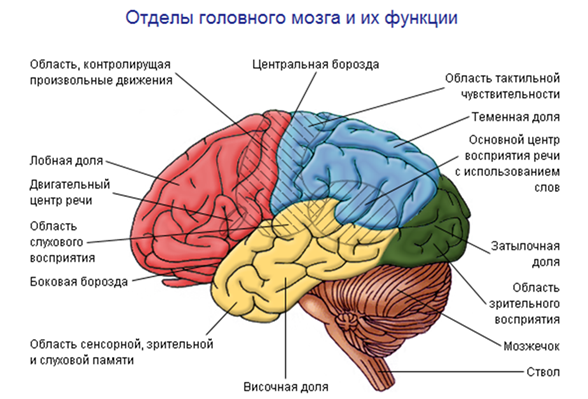 Отделы головного мозга и их функции
Область, контролирущая
произвольные движения
Центральная борозда
Область тактильной
чувствительности
Теменная доля
Основной центр
восприятия речи
с использованием
слов
Лобная доля
Двигательный
центр речи
Область
слухового
восприятия
Боковая борозда
Затылочная
доля
Область
зрительного
восприятия
Мозжечок
Область сенсорной, зрительной
и слуховой памяти
Ствол
Височная доля